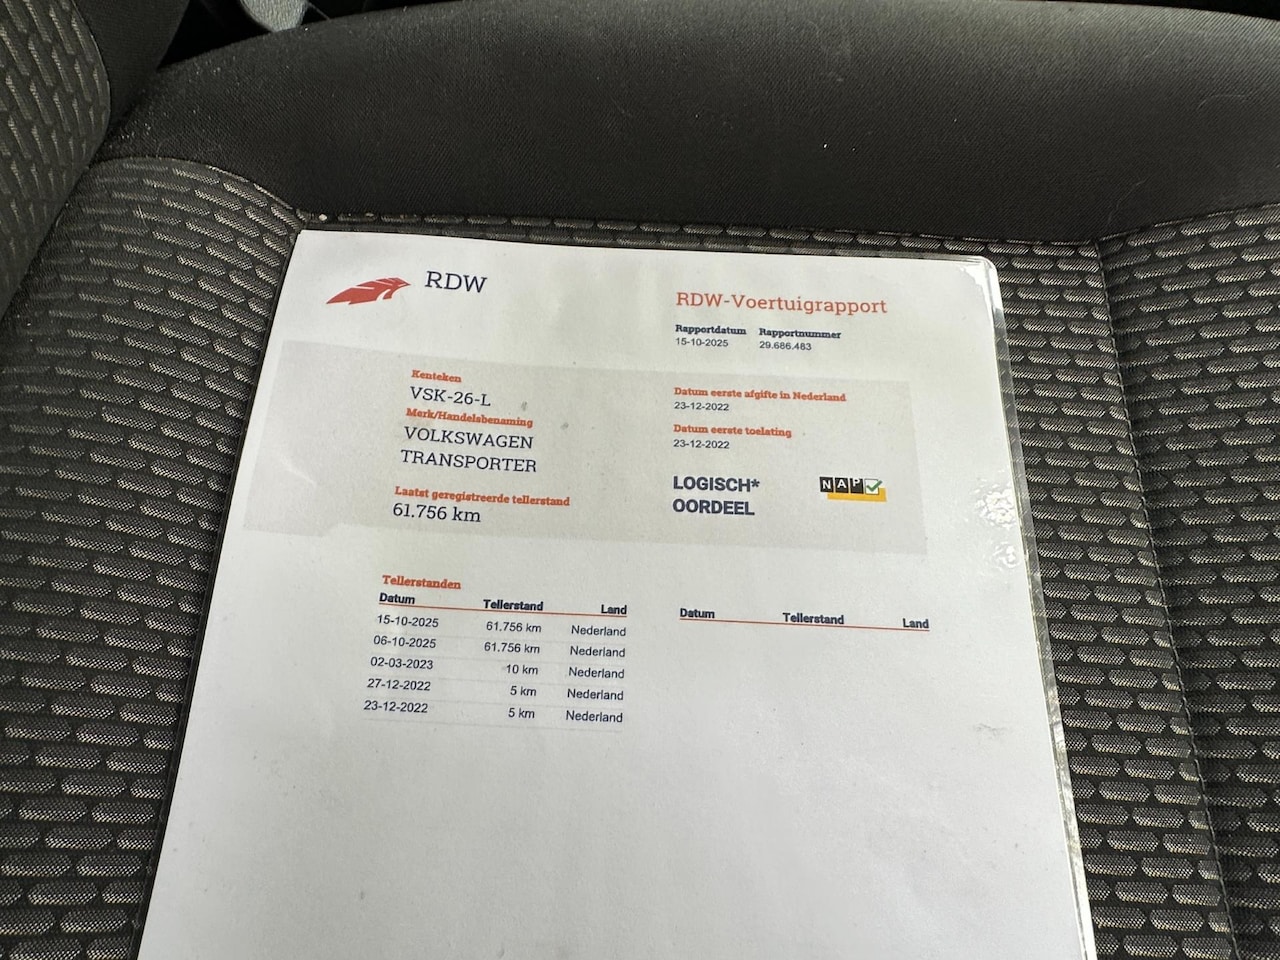 RDW
RDW-Voertuigrapport
Rapportdatum Rapportnummer
15-10-2025 29.686.483
Kenteken
VSK-26-L
Merk/Handelsbenaming
VOLKSWAGEN
TRANSPORTER
Laatst geregistreerde tellerstand
61.756 km
Datum eerste afgifte in Nederland
23-12-2022
Datum eerste toelating
23-12-2022
LOGISCH*
OORDEEL
NAP
Tellerstanden
Datum Tellerstand Land
15-10-2025 61.756 km Nederland
06-10-2025 61.756 km Nederland
02-03-2023 10 km Nederland
27-12-2022 5 km Nederland
23-12-2022 5 km Nederland
Datum Tellerstand Land